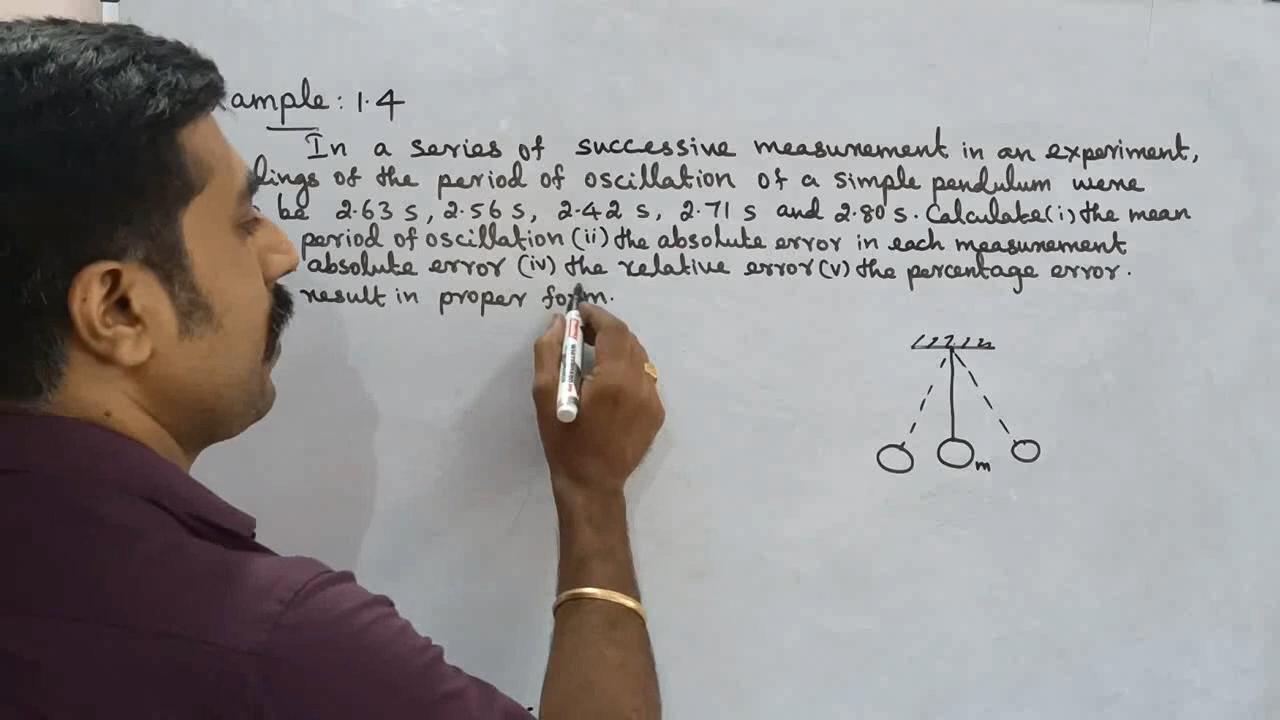 ample: 1.4
In a series of successive measurement in an experiment,
dings of the period of oscillation of a simple pendulum were
be 2.63 s, 2.56 s, 2.42 s, 2.71 s and 2.80 s. Calculate (i) the mean
period of oscillation (ii) the absolute error in each measurement
absolute error (iv) the relative error (v) the percentage error.
result in proper form.
m